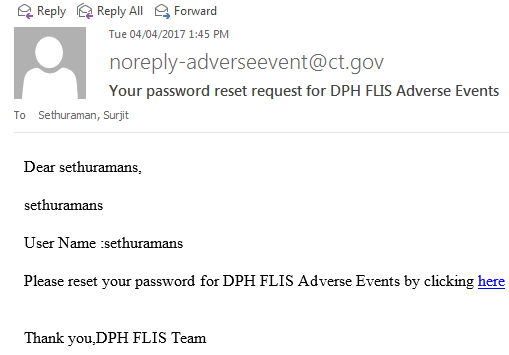 Reply Reply All Forward
Tue 04/04/2017 1:45 PM
noreply-adverseevent@ct.gov
Your password reset request for DPH FLIS Adverse Events
To Sethuraman, Surjit
Dear sethuramans,
sethuramans
User Name :sethuramans
Please reset your password for DPH FLIS Adverse Events by clicking here
Thank you,DPH FLIS Team